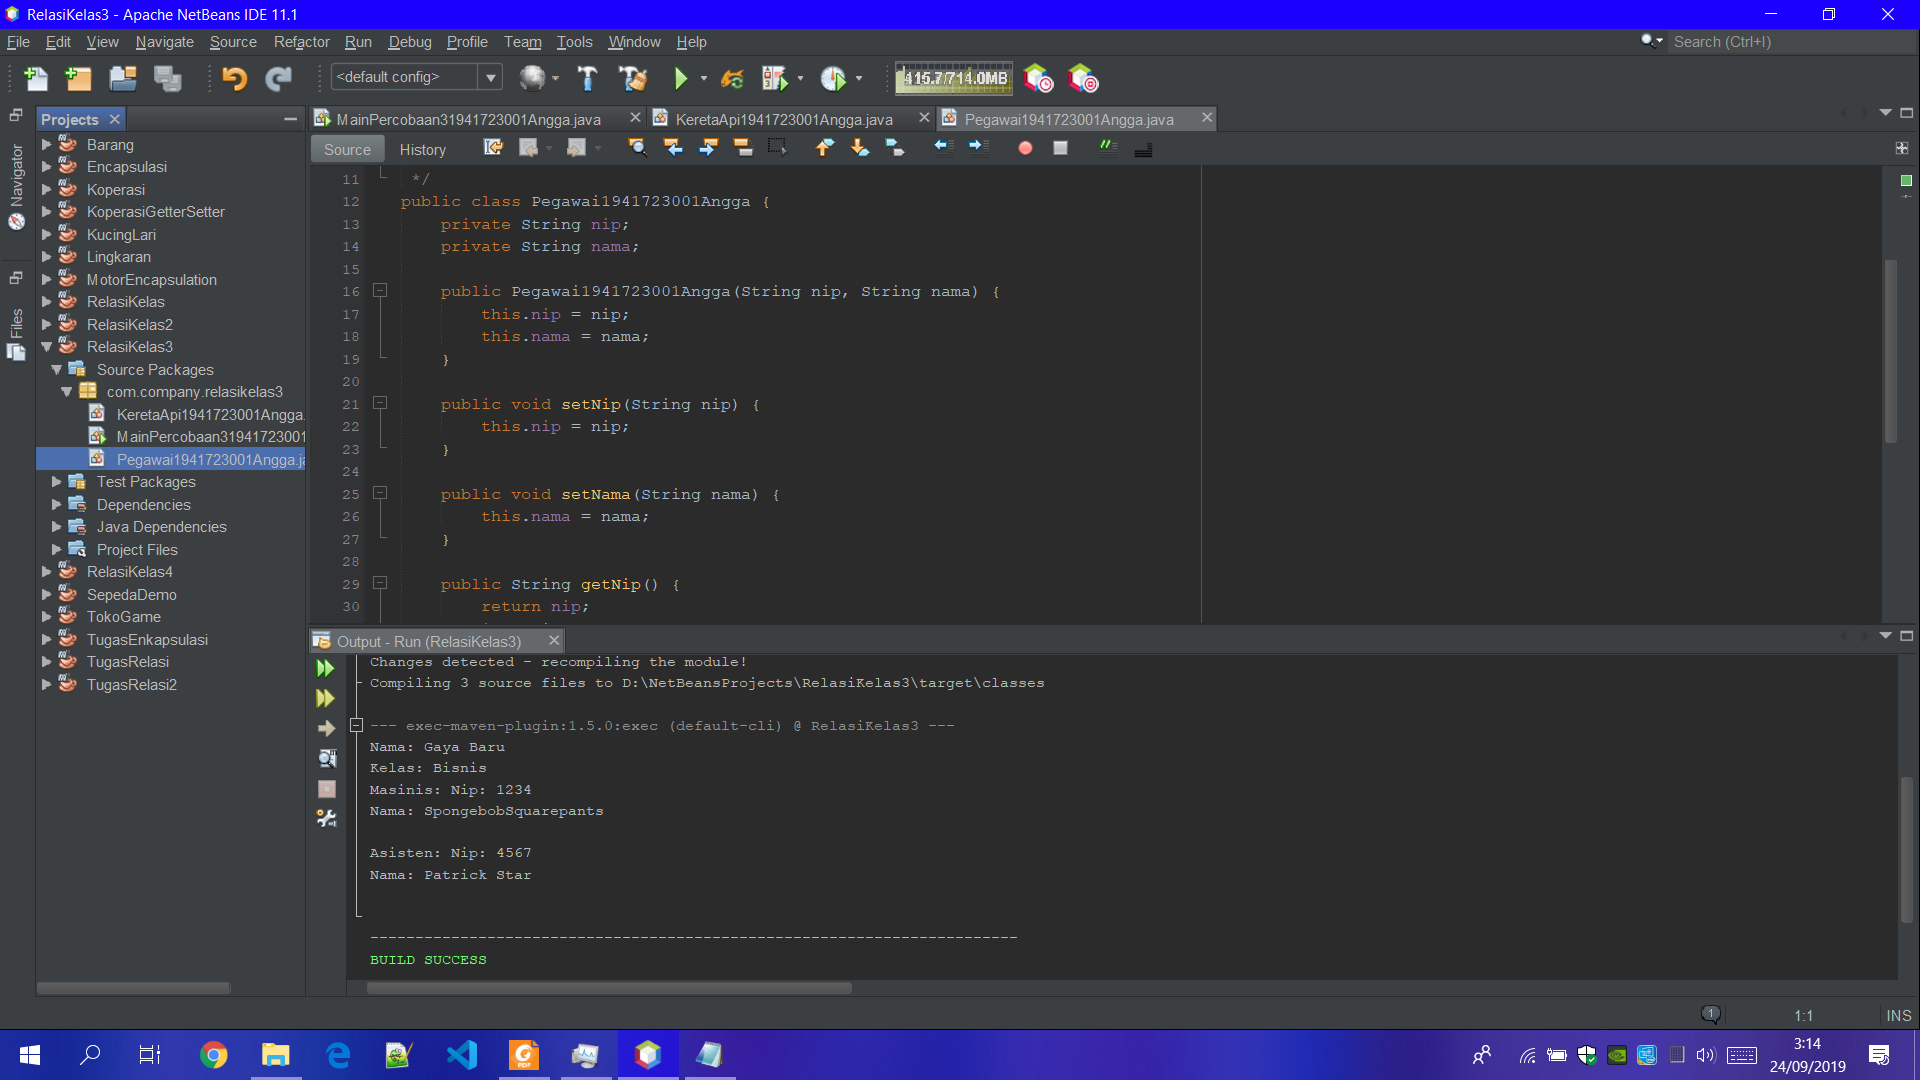 RelasiKelas3 - Apache NetBeans IDE 11.1
File Edit View Navigate Source Refactor Run Debug Profile Team Tools Window Help
Search (Ctrl+I)
<default config>
415.7/714.0MB
Projects
MainPercobaan31941723001Angga.java
KeretaApi1941723001Angga.java
Pegawai1941723001Angga.java
Source
History
Navigator
Files
Barang
Encapsulasi
Koperasi
KoperasiGetterSetter
KucingLari
Lingkaran
MotorEncapsulation
RelasiKelas
RelasiKelas2
RelasiKelas3
Source Packages
com.company.relasikelas3
KeretaApi1941723001Angga.
MainPercobaan31941723001
Pegawai1941723001Angga.ja
Test Packages
Dependencies
Java Dependencies
Project Files
RelasiKelas4
SepedaDemo
TokoGame
TugasEnkapsulasi
TugasRelasi
TugasRelasi2
11 */
12 public class Pegawai1941723001Angga {
13 private String nip;
14 private String nama;
15
16 public Pegawai1941723001Angga(String nip, String nama) {
17 this.nip = nip;
18 this.nama = nama;
19 }
20
21 public void setNip(String nip) {
22 this.nip = nip;
23 }
24
25 public void setNama(String nama) {
26 this.nama = nama;
27 }
28
29 public String getNip() {
30 return nip;
Output - Run (RelasiKelas3)
Changes detected - recompiling the module!
Compiling 3 source files to D:\NetBeansProjects\RelasiKelas3\target\classes
--- exec-maven-plugin:1.5.0:exec (default-cli) @ RelasiKelas3 ---
Nama: Gaya Baru
Kelas: Bisnis
Masinis: Nip: 1234
Nama: SpongebobSquarepants
Asisten: Nip: 4567
Nama: Patrick Star
------------------------------------------------------------------------
BUILD SUCCESS
1
1:1
INS
3:14
24/09/2019